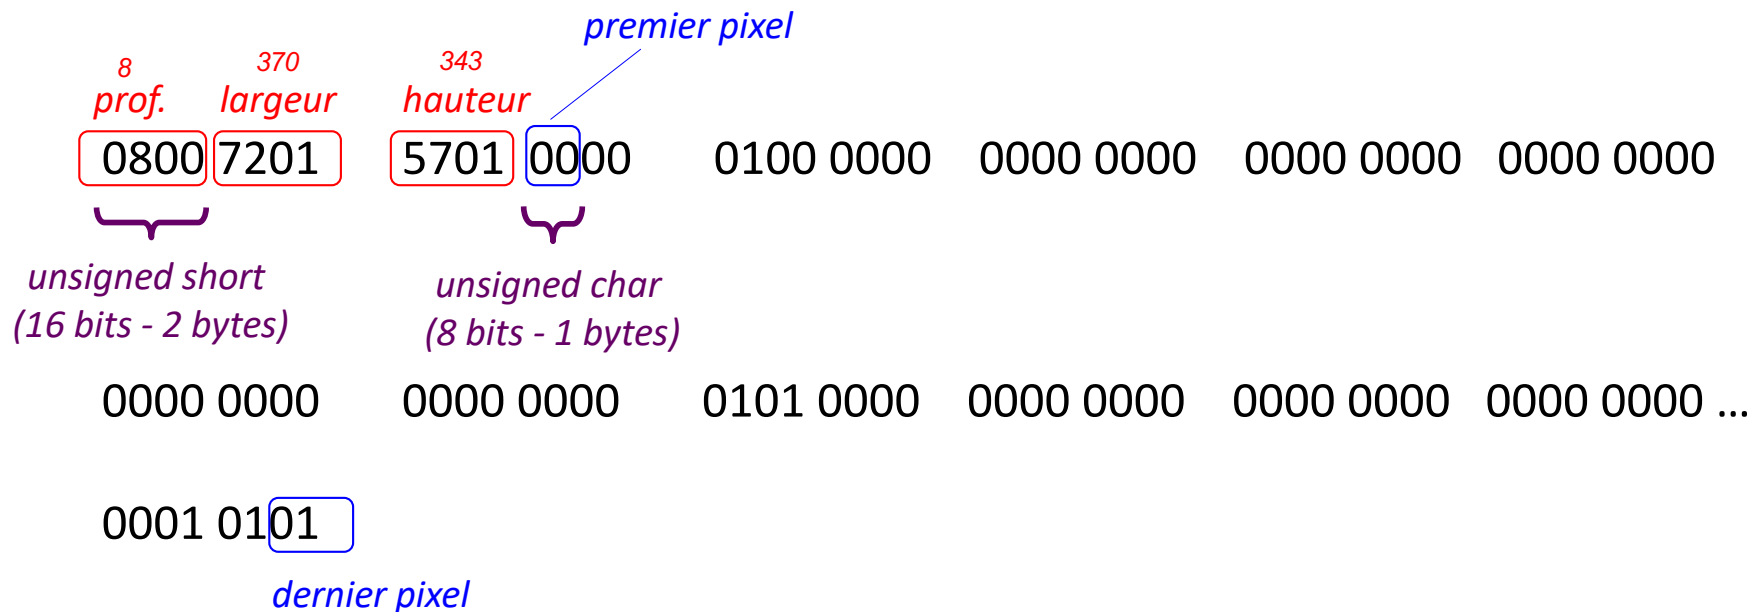 premier pixel
8 370 343
prof. largeur hauteur
0800 7201 5701 0000 0100 0000 0000 0000 0000 0000 0000 0000
unsigned short
(16 bits - 2 bytes)
unsigned char
(8 bits - 1 bytes)
0000 0000 0000 0000 0101 0000 0000 0000 0000 0000 0000 0000 ...
0001 0101
dernier pixel